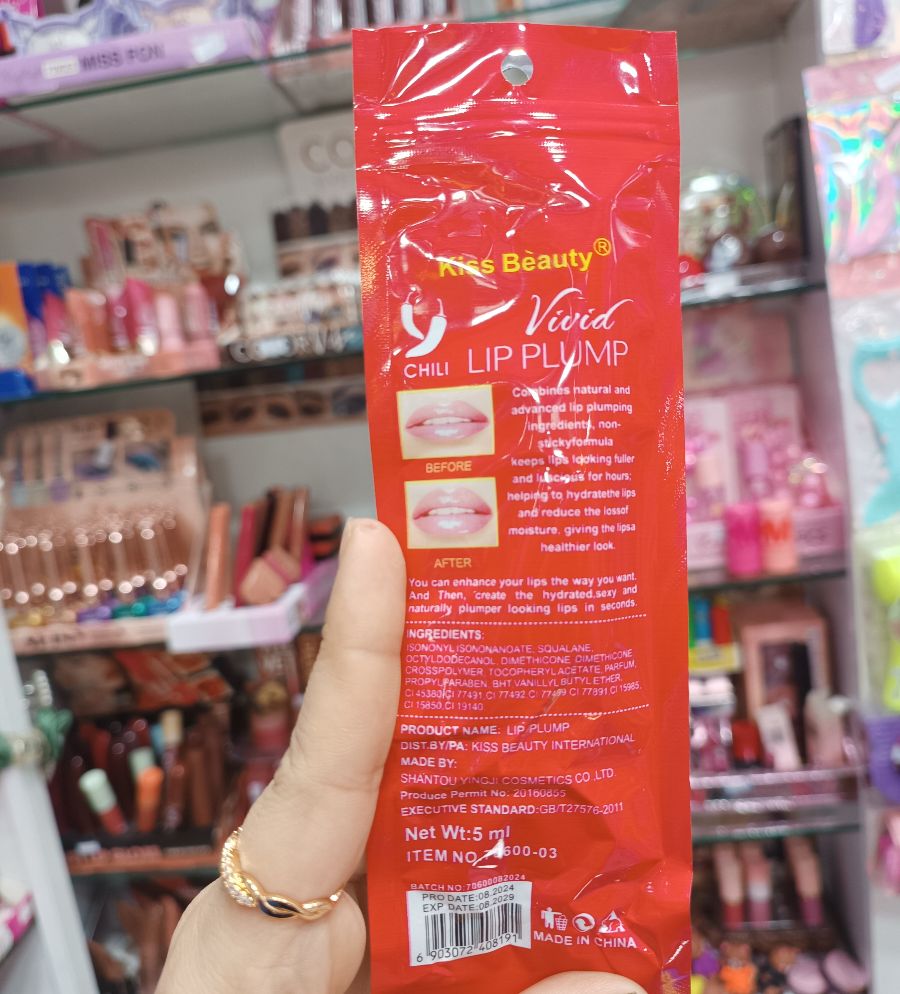 MISS FON
Kiss Beauty®
Vivid
CHILI LIP PLUMP
Combines natural and
advanced lip plumping
ingredients, non-
stickyformula
keeps lips looking fuller
and luscious for hours;
helping to hydratethe lips
and reduce the lossof
moisture, giving the lipsa
healthier look.
BEFORE
AFTER
You can enhance your lips the way you want.
And Then, create the hydrated,sexy and
naturally plumper looking lips in seconds.
INGREDIENTS:
ISONONYL ISONONANOATE, SQUALANE,
OCTYLDODECANOL, DIMETHICONE, DIMETHICONE
CROSSPOLYMER, TOCOPHERYL ACETATE, PARFUM,
PROPYLPARABEN, BHT VANILLYL BUTYL ETHER,
CI 45380,CI 77491 CI 77492 CI 77499 CI 77891 CI 15985,
CI 15850,CI 19140
PRODUCT NAME: LIP PLUMP
DIST.BY/PA: KISS BEAUTY INTERNATIONAL
MADE BY:
SHANTOU YINGJI COSMETICS CO.,LTD.
Produce Permit No: 20160855
EXECUTIVE STANDARD:GB/T27576-2011
Net Wt:5 ml
ITEM NO.70600-03
BATCH NO:70600082024
PRO DATE:08.2024
EXP DATE:08.2029
6 903072 408191
MADE IN CHINA